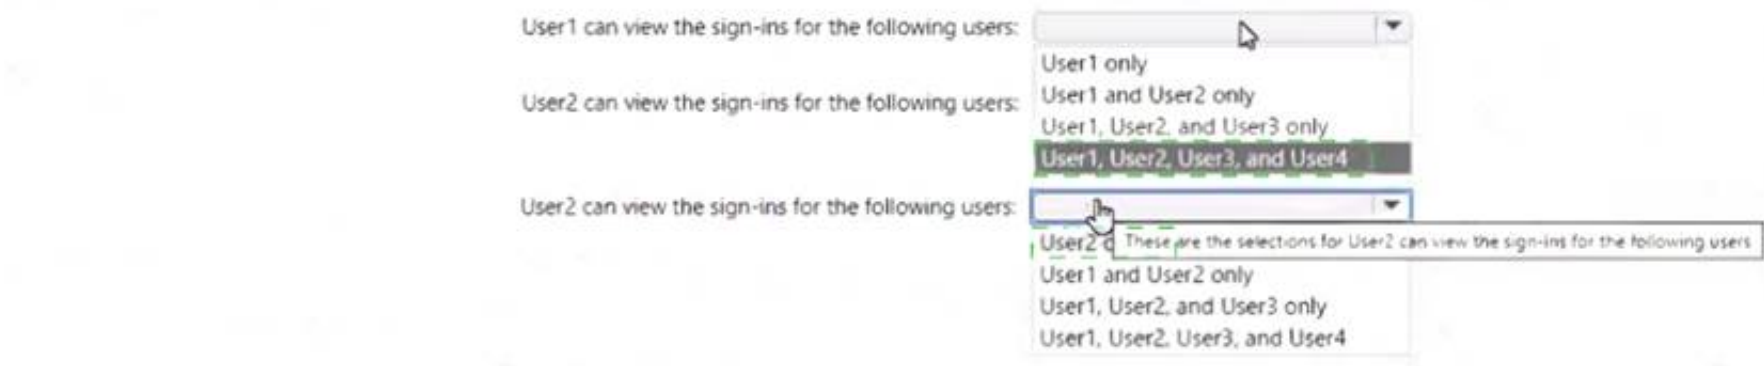 User1 can view the sign-ins for the following users:
User1 only
User1 and User2 only
User2 can view the sign-ins for the following users:
User1, User2, and User3 only
User1, User2, User3, and User4
User2 can view the sign-ins for the following users:
User2
These are the selections for User2 can view the sign-ins for the following users
User1 and User2 only
User1, User2, and User3 only
User1, User2, User3, and User4